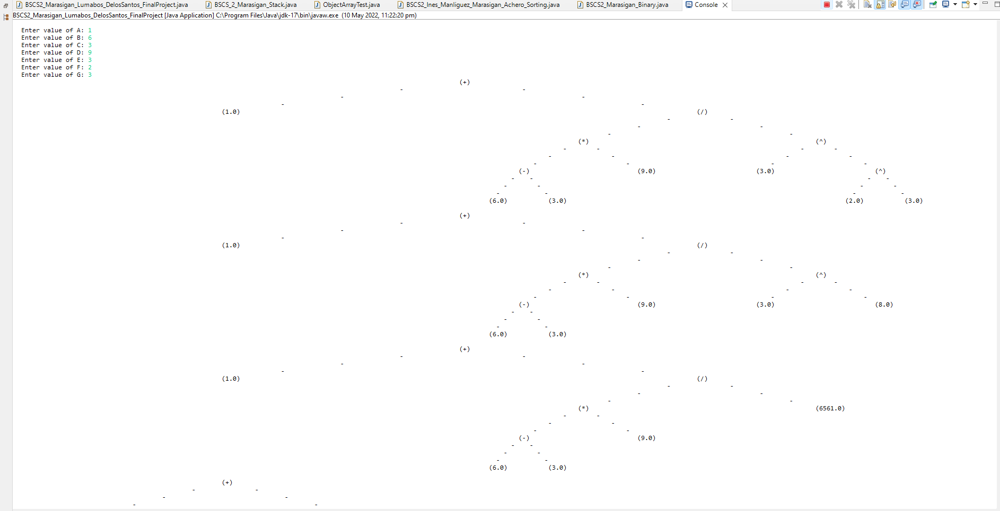 BSCS2_Marasigan_Lumabos_DelosSantos_FinalProject.java BSCS_2_Marasigan_Stack.java ObjectArrayTest.java BSCS2_Ines_Manliguez_Marasigan_Achero_Sorting.java BSCS2_Marasigan_Binary.java Console
BSCS2_Marasigan_Lumabos_DelosSantos_FinalProject [Java Application] C:\Program Files\Java\jdk-17\bin\javaw.exe (10 May 2022, 11:22:20 pm)
Enter value of A: 1
Enter value of B: 6
Enter value of C: 3
Enter value of D: 9
Enter value of E: 3
Enter value of F: 2
Enter value of G: 3
(+)
- -
- -
- -
(1.0) (/)
- -
- -
- -
(*) (^)
- - - -
- - - -
- - - -
(-) (9.0) (3.0) (^)
- - - -
- - - -
- - - -
(6.0) (3.0) (2.0) (3.0)
(+)
- -
- -
- -
(1.0) (/)
- -
- -
- -
(*) (^)
- - - -
- - - -
- - - -
(-) (9.0) (3.0) (8.0)
- -
- -
- -
(6.0) (3.0)
(+)
- -
- -
- -
(1.0) (/)
- -
- -
- -
(*) (6561.0)
- -
- -
- -
(-) (9.0)
- -
- -
- -
(6.0) (3.0)
(+)
- -
- -
- -